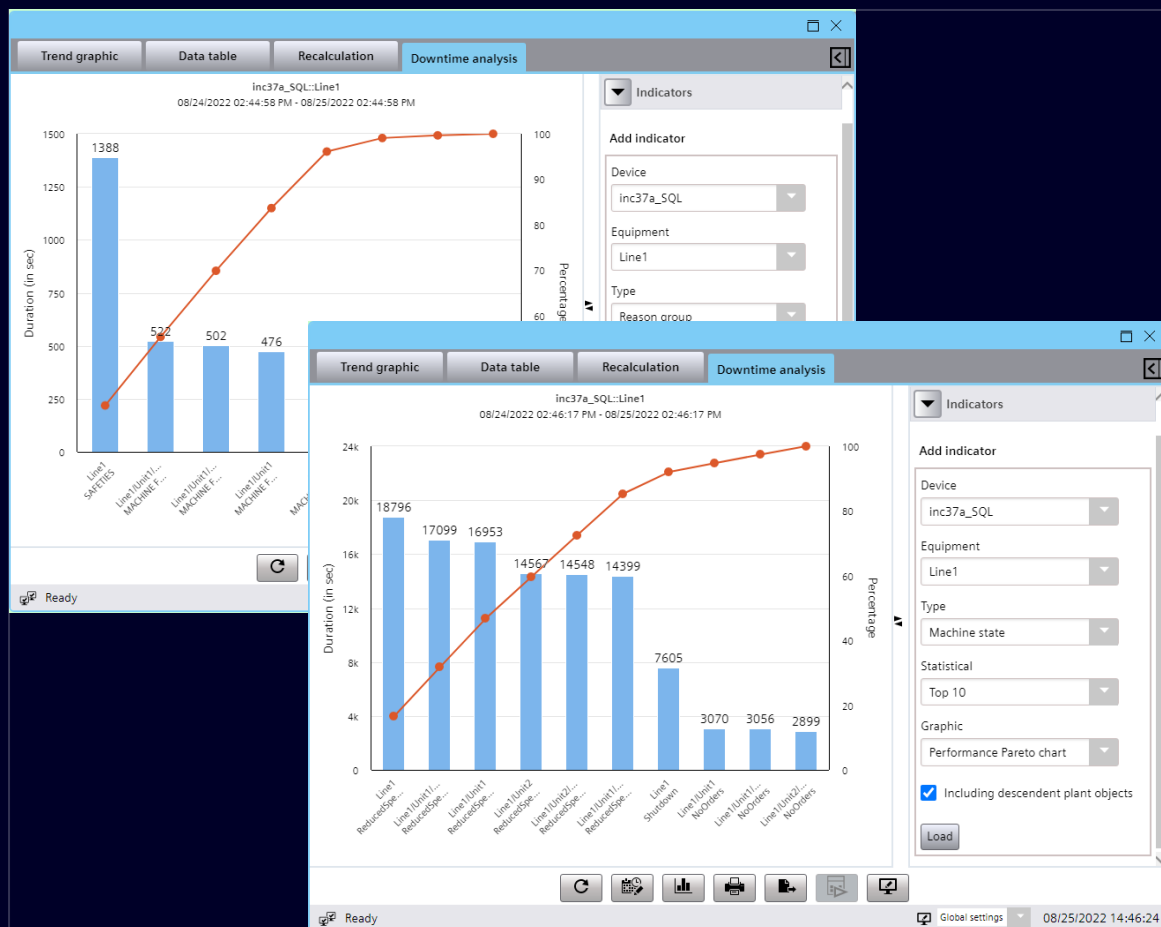 Trend graphic
Data table
Recalculation
Downtime analysis
inc37a_SQL::Line1
08/24/2022 02:44:58 PM - 08/25/2022 02:44:58 PM
Indicators
Add indicator
Device
inc37a_SQL
Equipment
Line1
Type
Reason group
Duration (in sec)
1500
1250
1000
750
500
250
0
1388
522
502
476
100
90
80
70
60
Percentage
Line1
SAFETIES
Line1/Unit1/...
MACHINE F...
Line1/Unit1/...
MACHINE F...
Line1/Unit1
MACHINE F...
Ready
Trend graphic
Data table
Recalculation
Downtime analysis
inc37a_SQL::Line1
08/24/2022 02:46:17 PM - 08/25/2022 02:46:17 PM
Duration (in sec)
24k
20k
16k
12k
8k
4k
0
18796
17099
16953
14567
14548
14399
7605
3070
3056
2899
100
80
60
40
20
0
Percentage
Line1
ReducedSpe...
Line1/Unit1/...
ReducedSpe...
Line1/Unit1
ReducedSpe...
Line1/Unit2
ReducedSpe...
Line1/Unit2/...
ReducedSpe...
Line1/Unit1/...
ReducedSpe...
Line1
Shutdown
Line1/Unit1
NoOrders
Line1/Unit1/...
NoOrders
Line1/Unit2/...
NoOrders
Indicators
Add indicator
Device
inc37a_SQL
Equipment
Line1
Type
Machine state
Statistical
Top 10
Graphic
Performance Pareto chart
Including descendent plant objects
Load
Ready
Global settings
08/25/2022 14:46:24